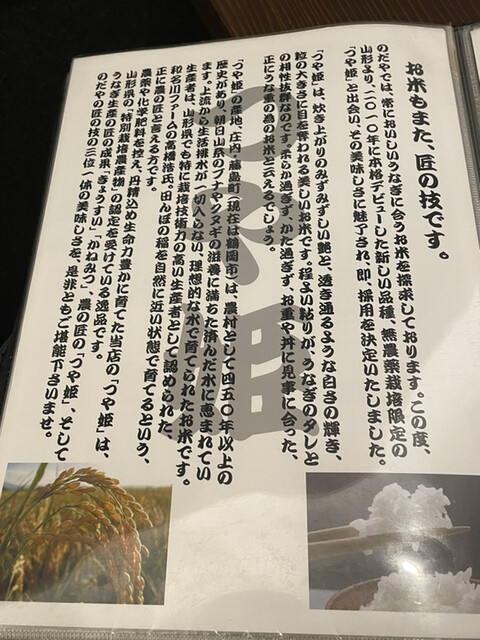 お米もまた、匠の技です。
のだやでは、常においしいうなぎに合うお米を探求しております。この度、
山形より、二〇一〇年に本格デビューした新しい品種、無農薬栽培限定の
「つや姫」と出会い、その美味しさに魅了され、即、採用を決定いたしました。
「つや姫」は、炊き上がりのみずみずしい艶と、透き通るような白さの輝き、
粒の大きさに目を奪われる美しいお米です。程よい粘りが、うなぎのタレと
の相性抜群なのです。柔らか過ぎず、かた過ぎず、お重や丼に見事に合った、
正にうな重の為のお米と云えるでしょう。
「つや姫」の産地、庄内・藤島町（現在は鶴岡市）は、農村として四五〇年以上の
歴史があり、朝日山系のブナやクヌギの滋養に満ちた済んだ水に恵まれてい
ます。上流から生活排水が一切入らない、理想的な水で育てられたお米です。
生産者は、山形県でも特に栽培技術力の高い生産者として認められた、
和名川ファームの高橋浩氏。田んぼの稲を自然に近い状態で育てるという、
正に農の匠と言える方です。
農薬や化学肥料を控え、丹精込め生命力豊かに育てた当店の「つや姫」は、
山形県の「特別栽培農産物」の認定を受けている逸品です。
うなぎ生産の匠の成果「きょうすい」「かねみつ」、農の匠の「つや姫」、そして
のだやの匠の技の三位一体の美味しさを、是非ともご堪能下さいませ。